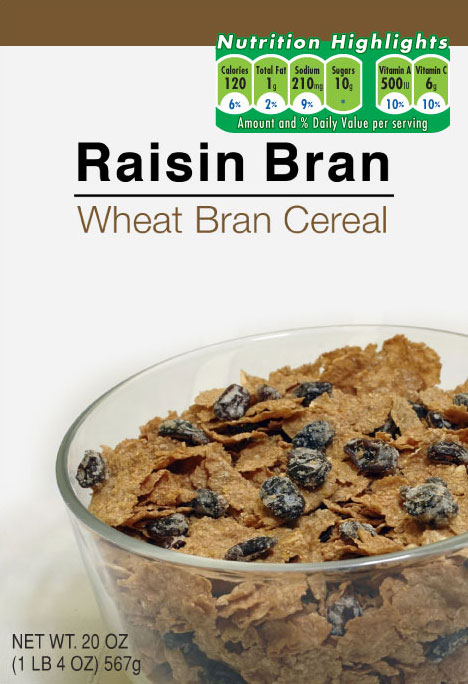 Nutrition Highlights
Calories Total Fat Sodium Sugars Vitamin A Vitamin C
120 1g 210mg 10g 500IU 6g
6% 2% 9% * 10% 10%
Amount and % Daily Value per serving
Raisin Bran
Wheat Bran Cereal
NET WT. 20 OZ
(1 LB 4 OZ) 567g